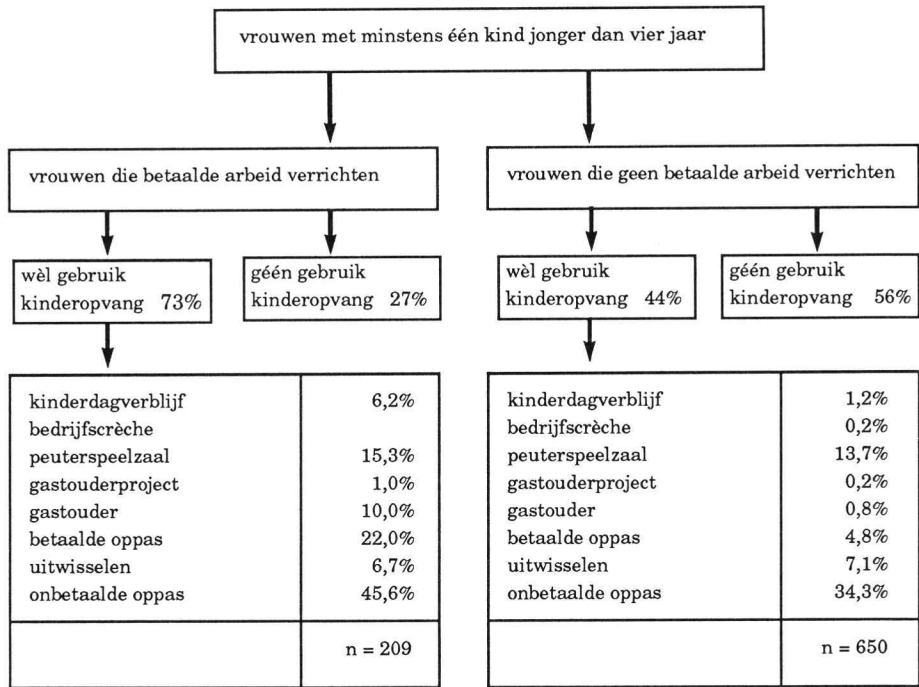 vrouwen met minstens één kind jonger dan vier jaar
vrouwen die betaalde arbeid verrichten
wèl gebruik
kinderopvang 73%
géén gebruik
kinderopvang 27%
kinderdagverblijf 6,2%
bedrijfscrèche
peuterspeelzaal 15,3%
gastouderproject 1,0%
gastouder 10,0%
betaalde oppas 22,0%
uitwisselen 6,7%
onbetaalde oppas 45,6%
n = 209
vrouwen die geen betaalde arbeid verrichten
wèl gebruik
kinderopvang 44%
géén gebruik
kinderopvang 56%
kinderdagverblijf 1,2%
bedrijfscrèche 0,2%
peuterspeelzaal 13,7%
gastouderproject 0,2%
gastouder 0,8%
betaalde oppas 4,8%
uitwisselen 7,1%
onbetaalde oppas 34,3%
n = 650